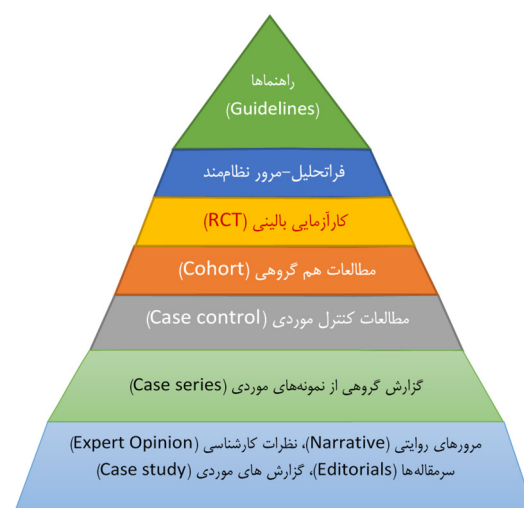 راهنماها
(Guidelines)
فراتحلیل-مرور نظام‌مند
کارآزمایی بالینی (RCT)
مطالعات هم گروهی (Cohort)
مطالعات کنترل موردی (Case control)
گزارش گروهی از نمونه‌های موردی (Case series)
مرورهای روایتی (Narrative)، نظرات کارشناسی (Expert Opinion)
سرمقاله‌ها (Editorials)، گزارش های موردی (Case study)